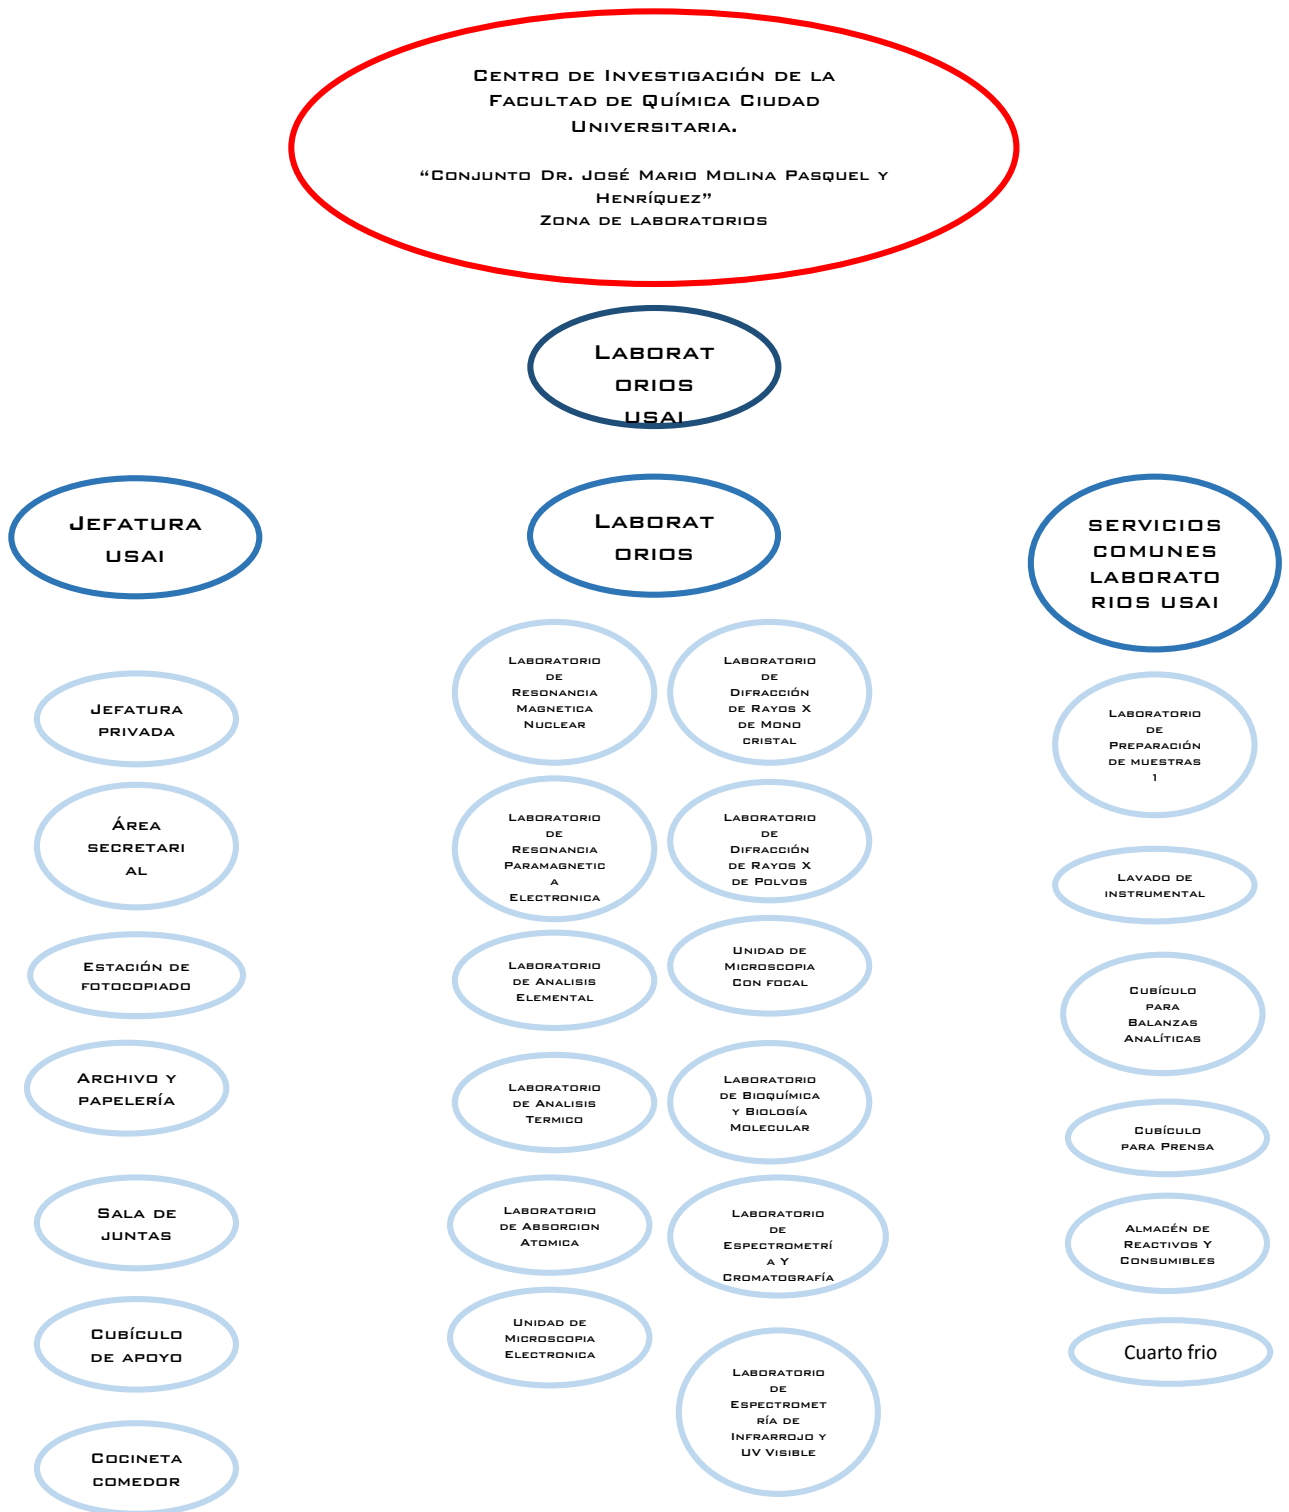 Centro de Investigación de la
Facultad de Química Ciudad
Universitaria.
“Conjunto Dr. José Mario Molina Pasquel y
Henríquez”
Zona de laboratorios
Laborat
orios
USAI
Jefatura
USAI
Jefatura
privada
Área
secretari
al
Estación de
fotocopiado
Archivo y
papelería
Sala de
juntas
Cubículo
de apoyo
Cocineta
comedor
Laborat
orios
Laboratorio
de
Resonancia
Magnetica
Nuclear
Laboratorio
de
Resonancia
Paramagnetic
a
Electronica
Laboratorio
de Analisis
Elemental
Laboratorio
de Analisis
Termico
Laboratorio
de Absorcion
Atomica
Unidad de
Microscopia
Electronica
Laboratorio
de
Difracción
de Rayos X
de Mono
cristal
Laboratorio
de
Difracción
de Rayos X
de Polvos
Unidad de
Microscopia
Con focal
Laboratorio
de Bioquímica
y Biología
Molecular
Laboratorio
de
Espectrometrí
a Y
Cromatografía
Laboratorio
de
Espectromet
ría de
Infrarrojo y
UV Visible
servicios
comunes
laborato
rios USAI
Laboratorio
de
Preparación
de muestras
1
Lavado de
instrumental
Cubículo
para
Balanzas
Analíticas
Cubículo
para Prensa
Almacén de
Reactivos Y
Consumibles
Cuarto frio